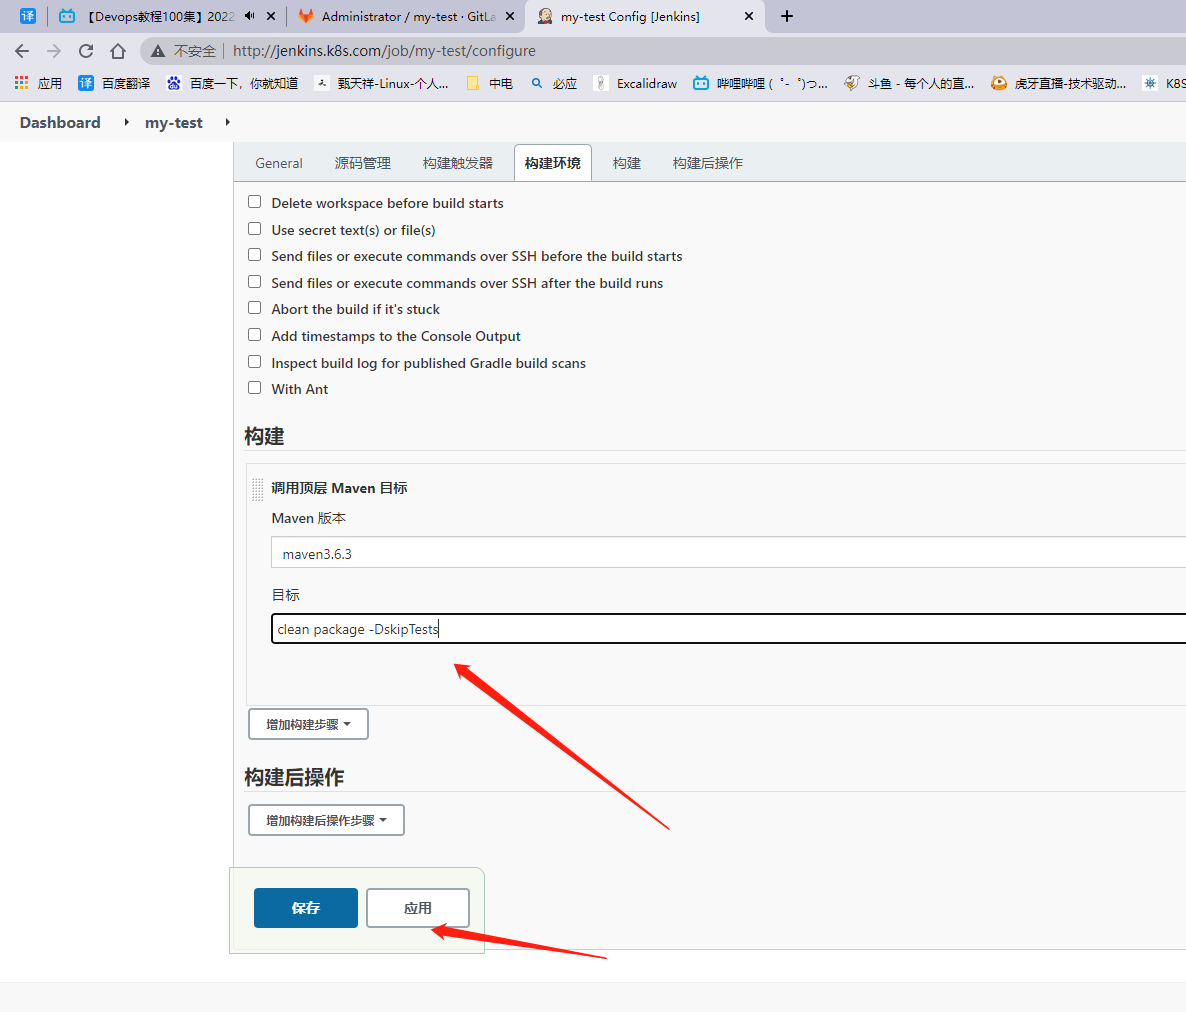 译
【Devops教程100集】2022
Administrator / my-test · GitLa
my-test Config [Jenkins]
不安全
http://jenkins.k8s.com/job/my-test/configure
应用
译 百度翻译
百度一下，你就知道
甄天祥-Linux-个人...
中电
必应
Excalidraw
哔哩哔哩 ( ゜- ゜)つ...
斗鱼 - 每个人的直...
虎牙直播-技术驱动...
K8S
Dashboard
my-test
General
源码管理
构建触发器
构建环境
构建
构建后操作
Delete workspace before build starts
Use secret text(s) or file(s)
Send files or execute commands over SSH before the build starts
Send files or execute commands over SSH after the build runs
Abort the build if it's stuck
Add timestamps to the Console Output
Inspect build log for published Gradle build scans
With Ant
构建
调用顶层 Maven 目标
Maven 版本
maven3.6.3
目标
clean package -DskipTests
增加构建步骤
构建后操作
增加构建后操作步骤
保存
应用